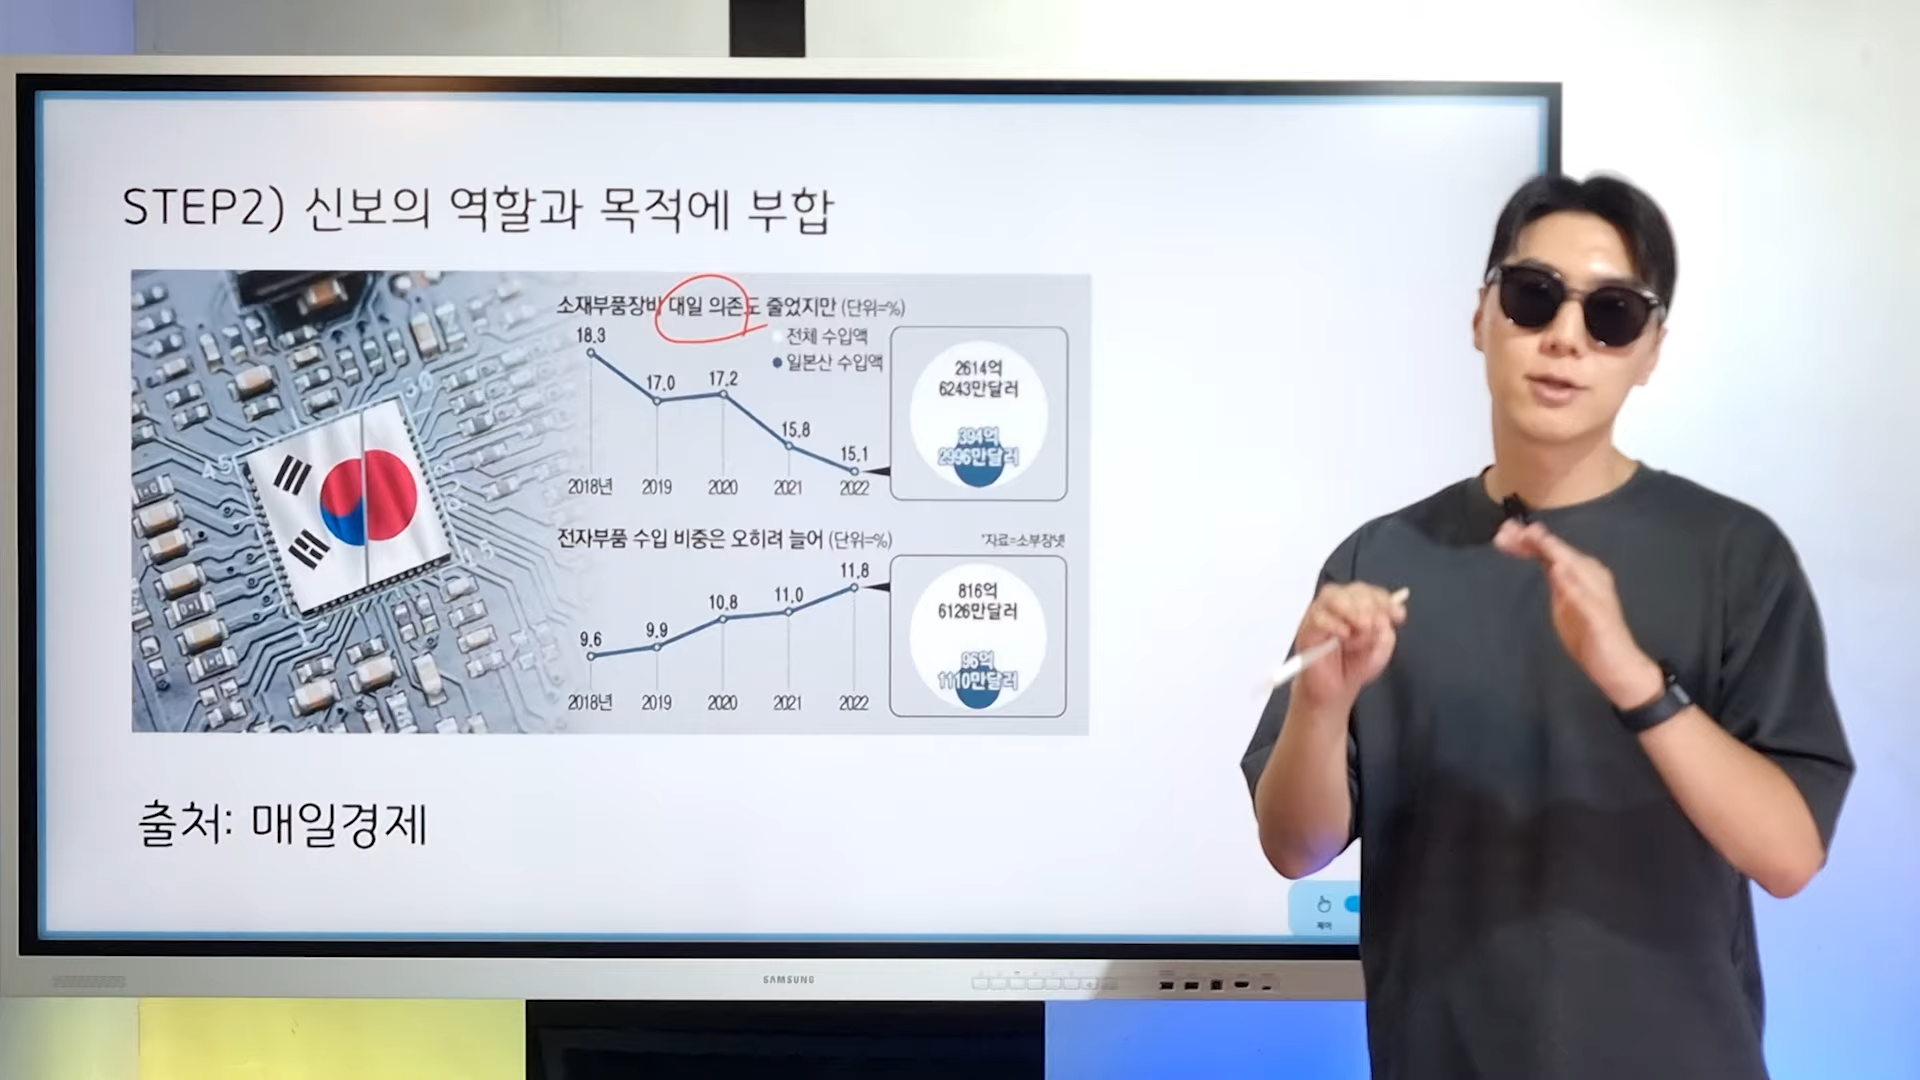 STEP2) 신보의 역할과 목적에 부합
소재부품장비 대일 의존도 줄었지만 (단위=%)
전체 수입액
일본산 수입액
18.3
17.0
17.2
15.8
15.1
2018년
2019
2020
2021
2022
2614억
6243만달러
394억
2996만달러
전자부품 수입 비중은 오히려 늘어 (단위=%)
*자료=소부장넷
9.6
9.9
10.8
11.0
11.8
2018년
2019
2020
2021
2022
816억
6126만달러
96억
1110만달러
출처: 매일경제
제어
SAMSUNG